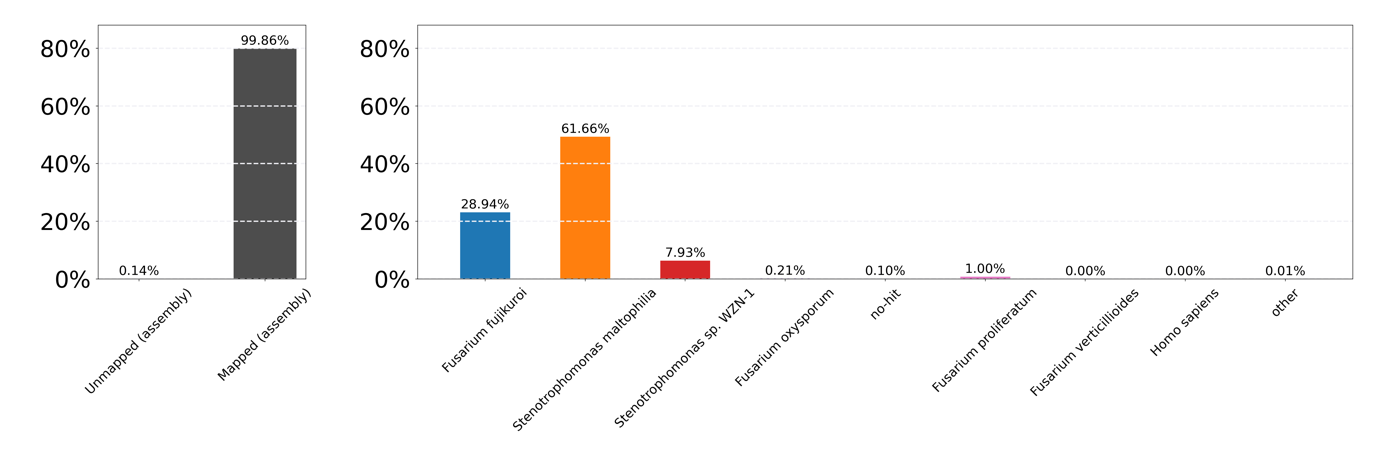 80%
60%
40%
20%
0%
0.14%
99.86%
Unmapped (assembly)
Mapped (assembly)
80%
60%
40%
20%
0%
28.94%
61.66%
7.93%
0.21%
0.10%
1.00%
0.00%
0.00%
0.01%
Fusarium fujikuroi
Stenotrophomonas maltophilia
Stenotrophomonas sp. WZN-1
Fusarium oxysporum
no-hit
Fusarium proliferatum
Fusarium verticillioides
Homo sapiens
other